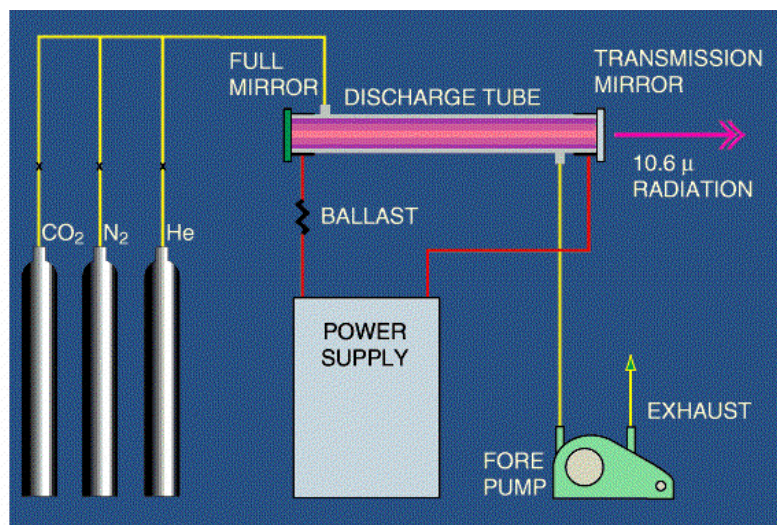 FULL
MIRROR
DISCHARGE TUBE
TRANSMISSION
MIRROR
10.6 μ
RADIATION
BALLAST
CO₂
N₂
He
POWER
SUPPLY
EXHAUST
FORE
PUMP